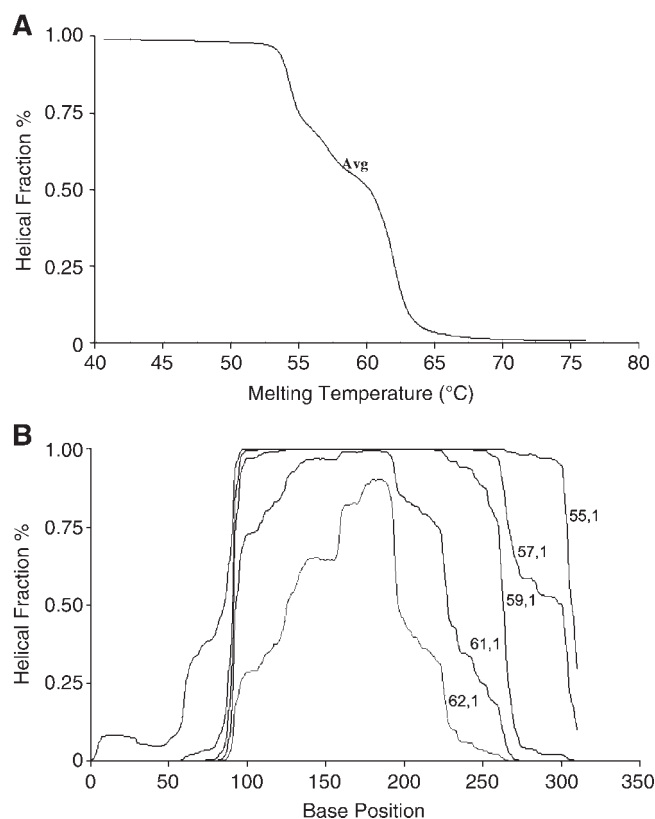 A
1.00
0.75
0.50
0.25
0
Helical Fraction %
Avg
40 45 50 55 60 65 70 75 80
Melting Temperature (°C)
B
1.00
0.75
0.50
0.25
0
Helical Fraction %
55,1
57,1
59,1
61,1
62,1
0 50 100 150 200 250 300 350
Base Position